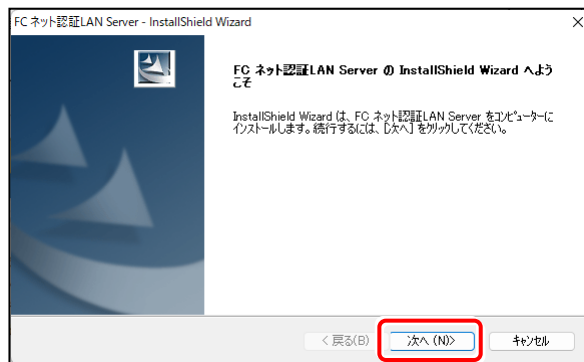 FC ネット認証LAN Server - InstallShield Wizard
FC ネット認証LAN Server の InstallShield Wizard へよう
こそ
InstallShield Wizard は、FC ネット認証LAN Server をコンピューターに
インストールします。続行するには、[次へ] をクリックしてください。
< 戻る(B)
次へ (N)>
キャンセル